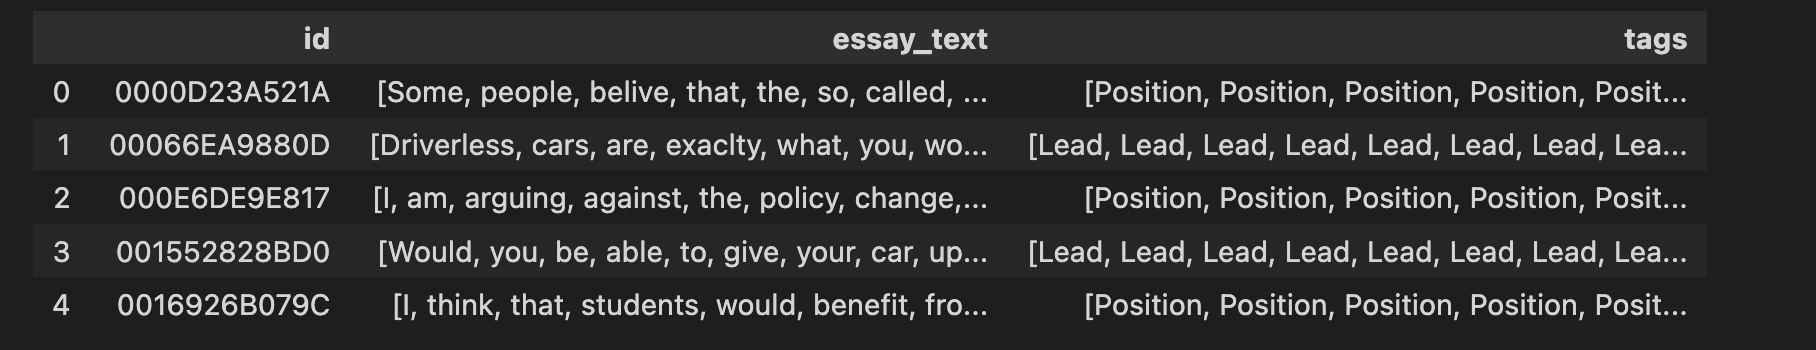 id essay_text tags
0 0000D23A521A [Some, people, belive, that, the, so, called, ... [Position, Position, Position, Position, Posit...
1 00066EA9880D [Driverless, cars, are, exaclty, what, you, wo... [Lead, Lead, Lead, Lead, Lead, Lead, Lead, Lea...
2 000E6DE9E817 [I, am, arguing, against, the, policy, change,... [Position, Position, Position, Position, Posit...
3 001552828BD0 [Would, you, be, able, to, give, your, car, up... [Lead, Lead, Lead, Lead, Lead, Lead, Lead, Lea...
4 0016926B079C [I, think, that, students, would, benefit, fro... [Position, Position, Position, Position, Posit...